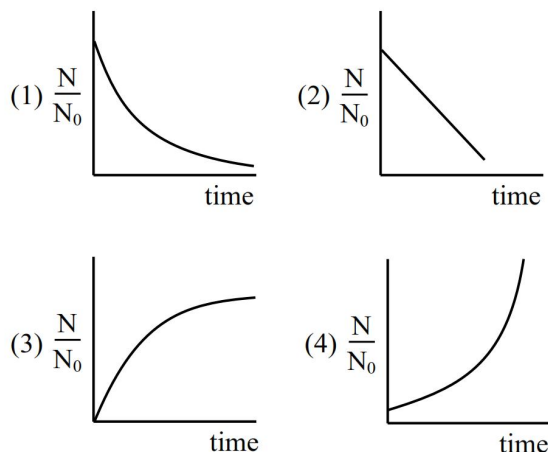 (1) N/N₀
time
(2) N/N₀
time
(3) N/N₀
time
(4) N/N₀
time